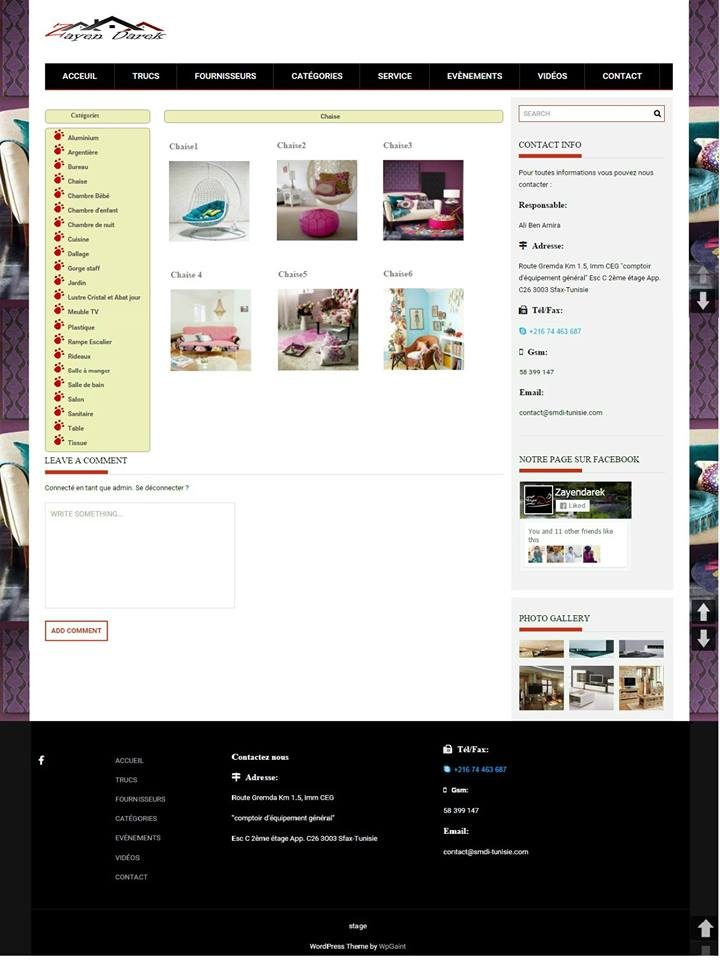 Zayen Darek
ACCEUIL TRUCS FOURNISSEURS CATÉGORIES SERVICE EVÈNEMENTS VIDÉOS CONTACT
Catégories
Aluminium
Argentière
Bureau
Chaise
Chambre Bébé
Chambre d'enfant
Chambre de nuit
Cuisine
Dallage
Gorge staff
Jardin
Lustre Cristal et Abat jour
Meuble TV
Plastique
Rampe Escalier
Rideaux
Salle à manger
Salle de bain
Salon
Sanitaire
Table
Tissue
Chaise
Chaise1 Chaise2 Chaise3
Chaise 4 Chaise5 Chaise6
LEAVE A COMMENT
Connecté en tant que admin. Se déconnecter ?
WRITE SOMETHING...
ADD COMMENT
SEARCH
CONTACT INFO
Pour toutes informations vous pouvez nous
contacter :
Responsable:
Ali Ben Amira
Adresse:
Route Gremda Km 1.5, Imm CEG "comptoir
d'équipement général" Esc C 2ème étage App.
C26 3003 Sfax-Tunisie
Tél/Fax:
+216 74 463 687
Gsm:
58 399 147
Email:
contact@smdi-tunisie.com
NOTRE PAGE SUR FACEBOOK
Zayendarek
Liked
You and 11 other friends like
this
PHOTO GALLERY
ACCUEIL
TRUCS
FOURNISSEURS
CATÉGORIES
EVÉNEMENTS
VIDÉOS
CONTACT
Contactez nous
Adresse:
Route Gremda Km 1.5, Imm CEG
"comptoir d'équipement général"
Esc C 2ème étage App. C26 3003 Sfax-Tunisie
Tél/Fax:
+216 74 463 687
Gsm:
58 399 147
Email:
contact@smdi-tunisie.com
stage
WordPress Theme by WpGaint